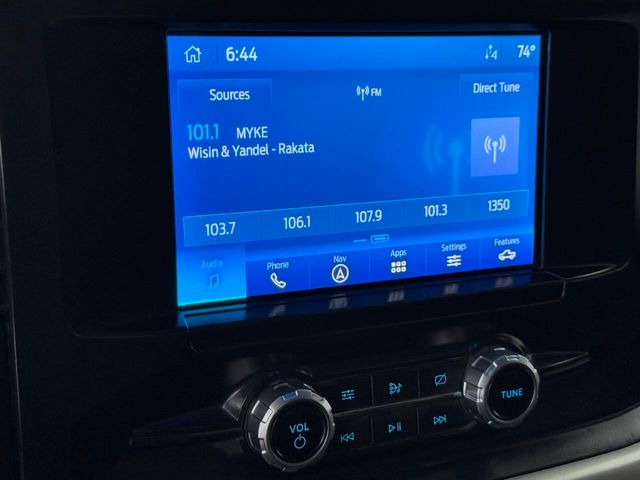 6:44
74°
Sources
FM
Direct Tune
101.1 MYKE
Wisin & Yandel - Rakata
103.7 106.1 107.9 101.3 1350
Audio Phone Nav Apps Settings Features
VOL
TUNE